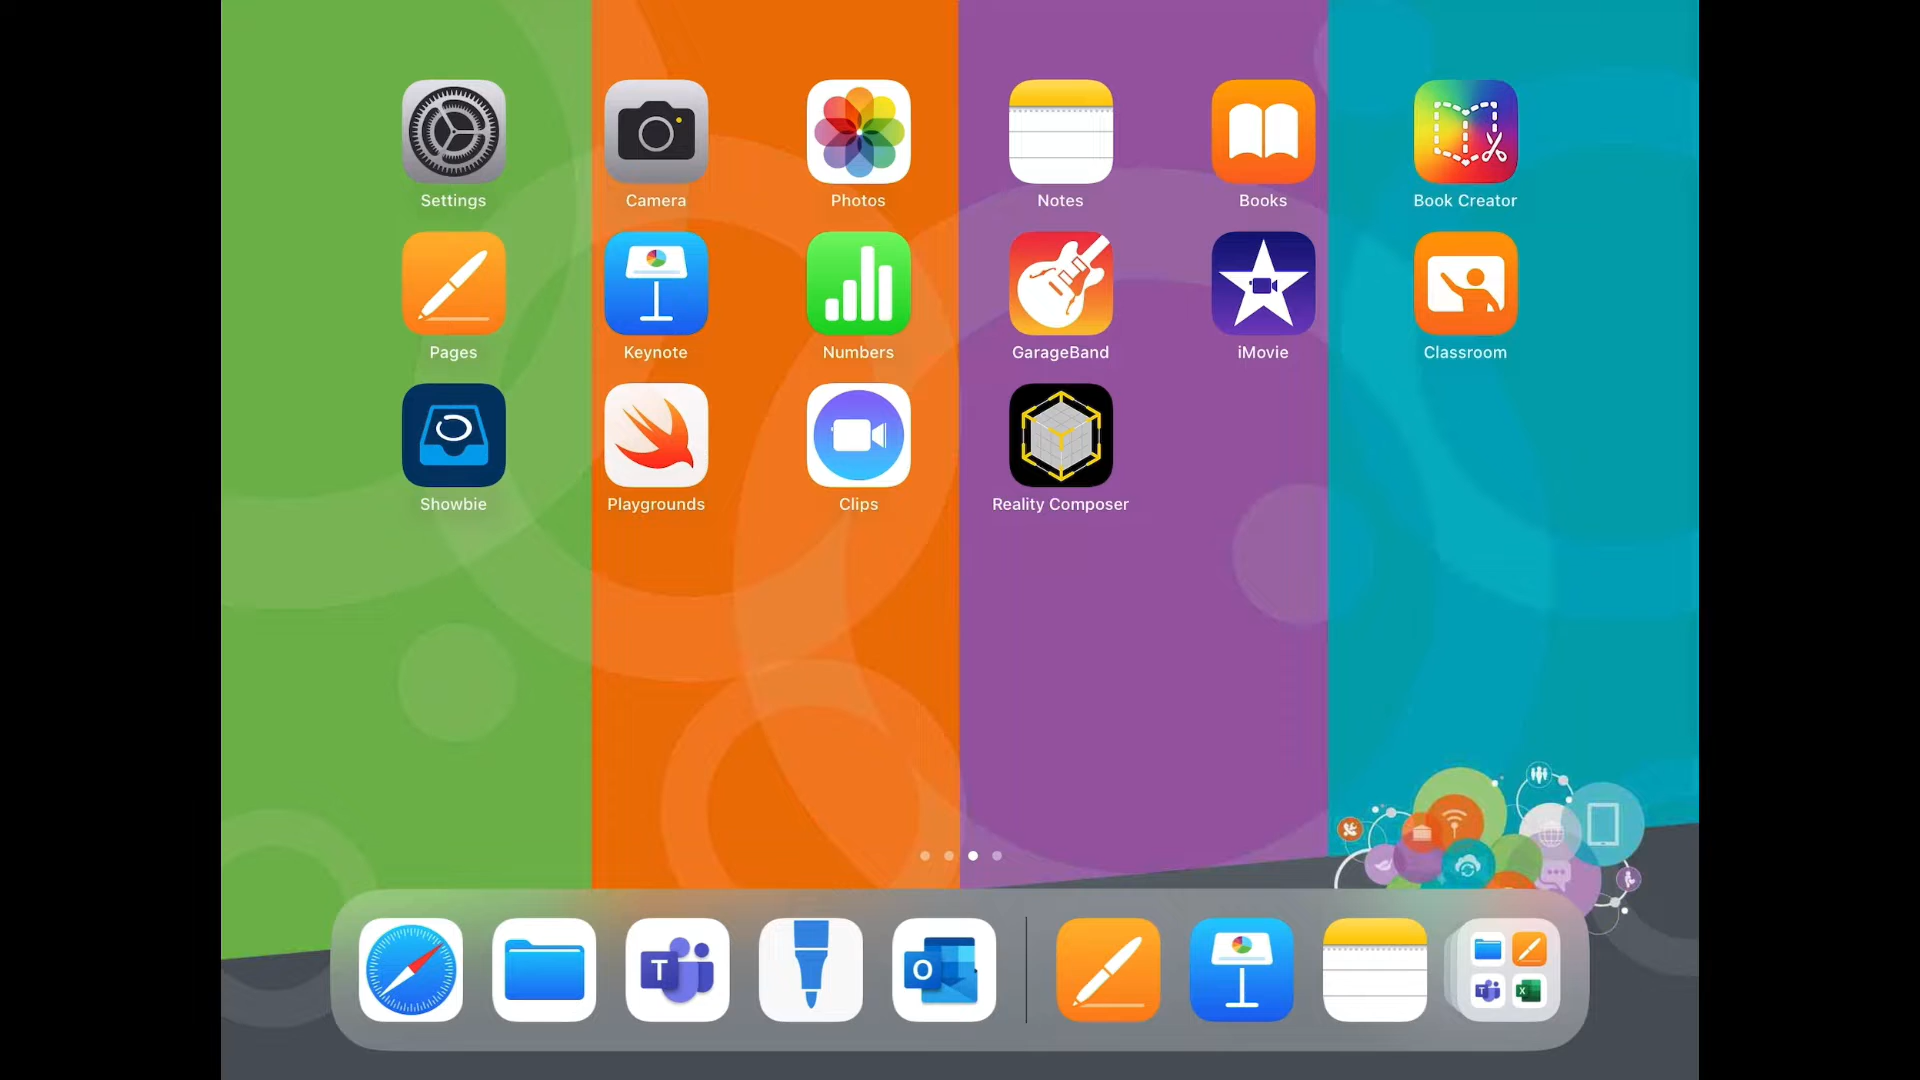 Settings
Camera
Photos
Notes
Books
Book Creator
Pages
Keynote
Numbers
GarageBand
iMovie
Classroom
Showbie
Playgrounds
Clips
Reality Composer
T
O
T
X